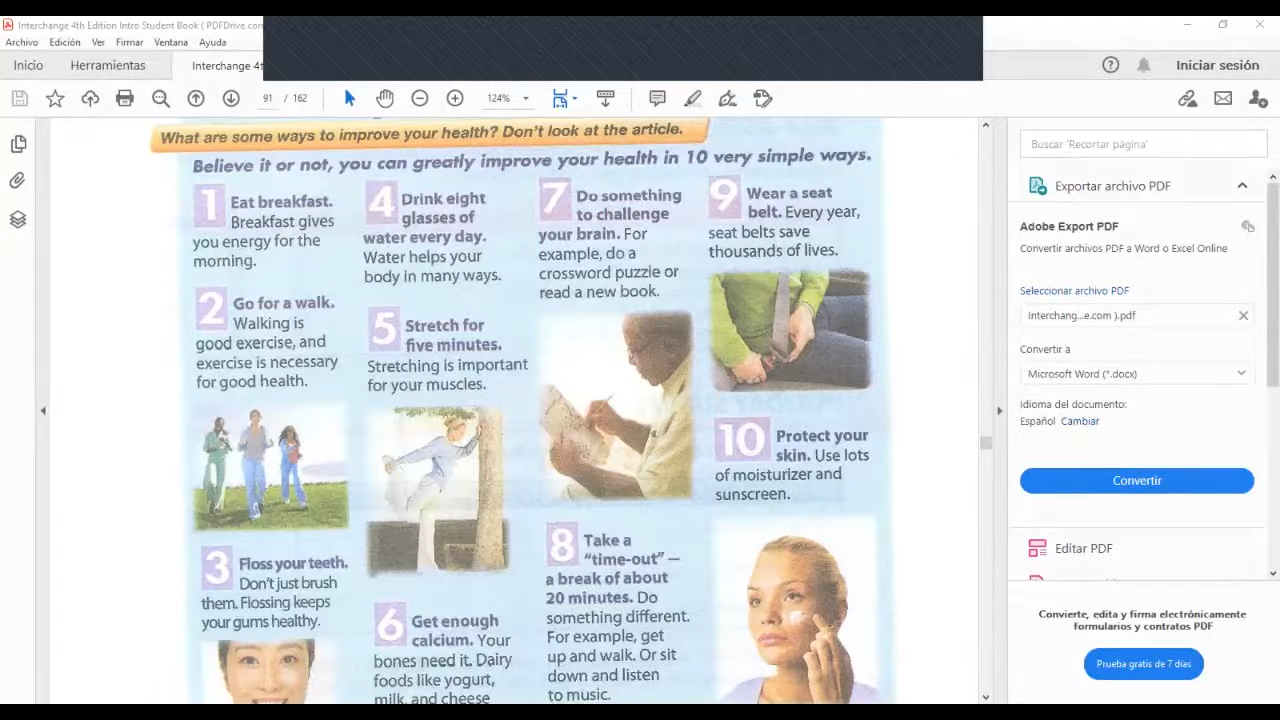 Interchange 4th Edition Intro Student Book ( PDFDrive.com
Archivo Edición Ver Firmar Ventana Ayuda
Inicio Herramientas Interchange 4t
Iniciar sesión
91 / 162
124%
What are some ways to improve your health? Don't look at the article.
Believe it or not, you can greatly improve your health in 10 very simple ways.
1 Eat breakfast.
Breakfast gives
you energy for the
morning.
2 Go for a walk.
Walking is
good exercise, and
exercise is necessary
for good health.
3 Floss your teeth.
Don't just brush
them. Flossing keeps
your gums healthy.
4 Drink eight
glasses of
water every day.
Water helps your
body in many ways.
5 Stretch for
five minutes.
Stretching is important
for your muscles.
6 Get enough
calcium. Your
bones need it. Dairy
foods like yogurt,
milk, and cheese
7 Do something
to challenge
your brain. For
example, do a
crossword puzzle or
read a new book.
8 Take a
"time-out" –
a break of about
20 minutes. Do
something different.
For example, get
up and walk. Or sit
down and listen
to music.
9 Wear a seat
belt. Every year,
seat belts save
thousands of lives.
10 Protect your
skin. Use lots
of moisturizer and
sunscreen.
Buscar 'Recortar página'
Exportar archivo PDF
Adobe Export PDF
Convertir archivos PDF a Word o Excel Online
Seleccionar archivo PDF
Interchang...e.com ).pdf
Convertir a
Microsoft Word (*.docx)
Idioma del documento:
Español Cambiar
Convertir
Editar PDF
Convierte, edita y firma electrónicamente
formularios y contratos PDF
Prueba gratis de 7 días